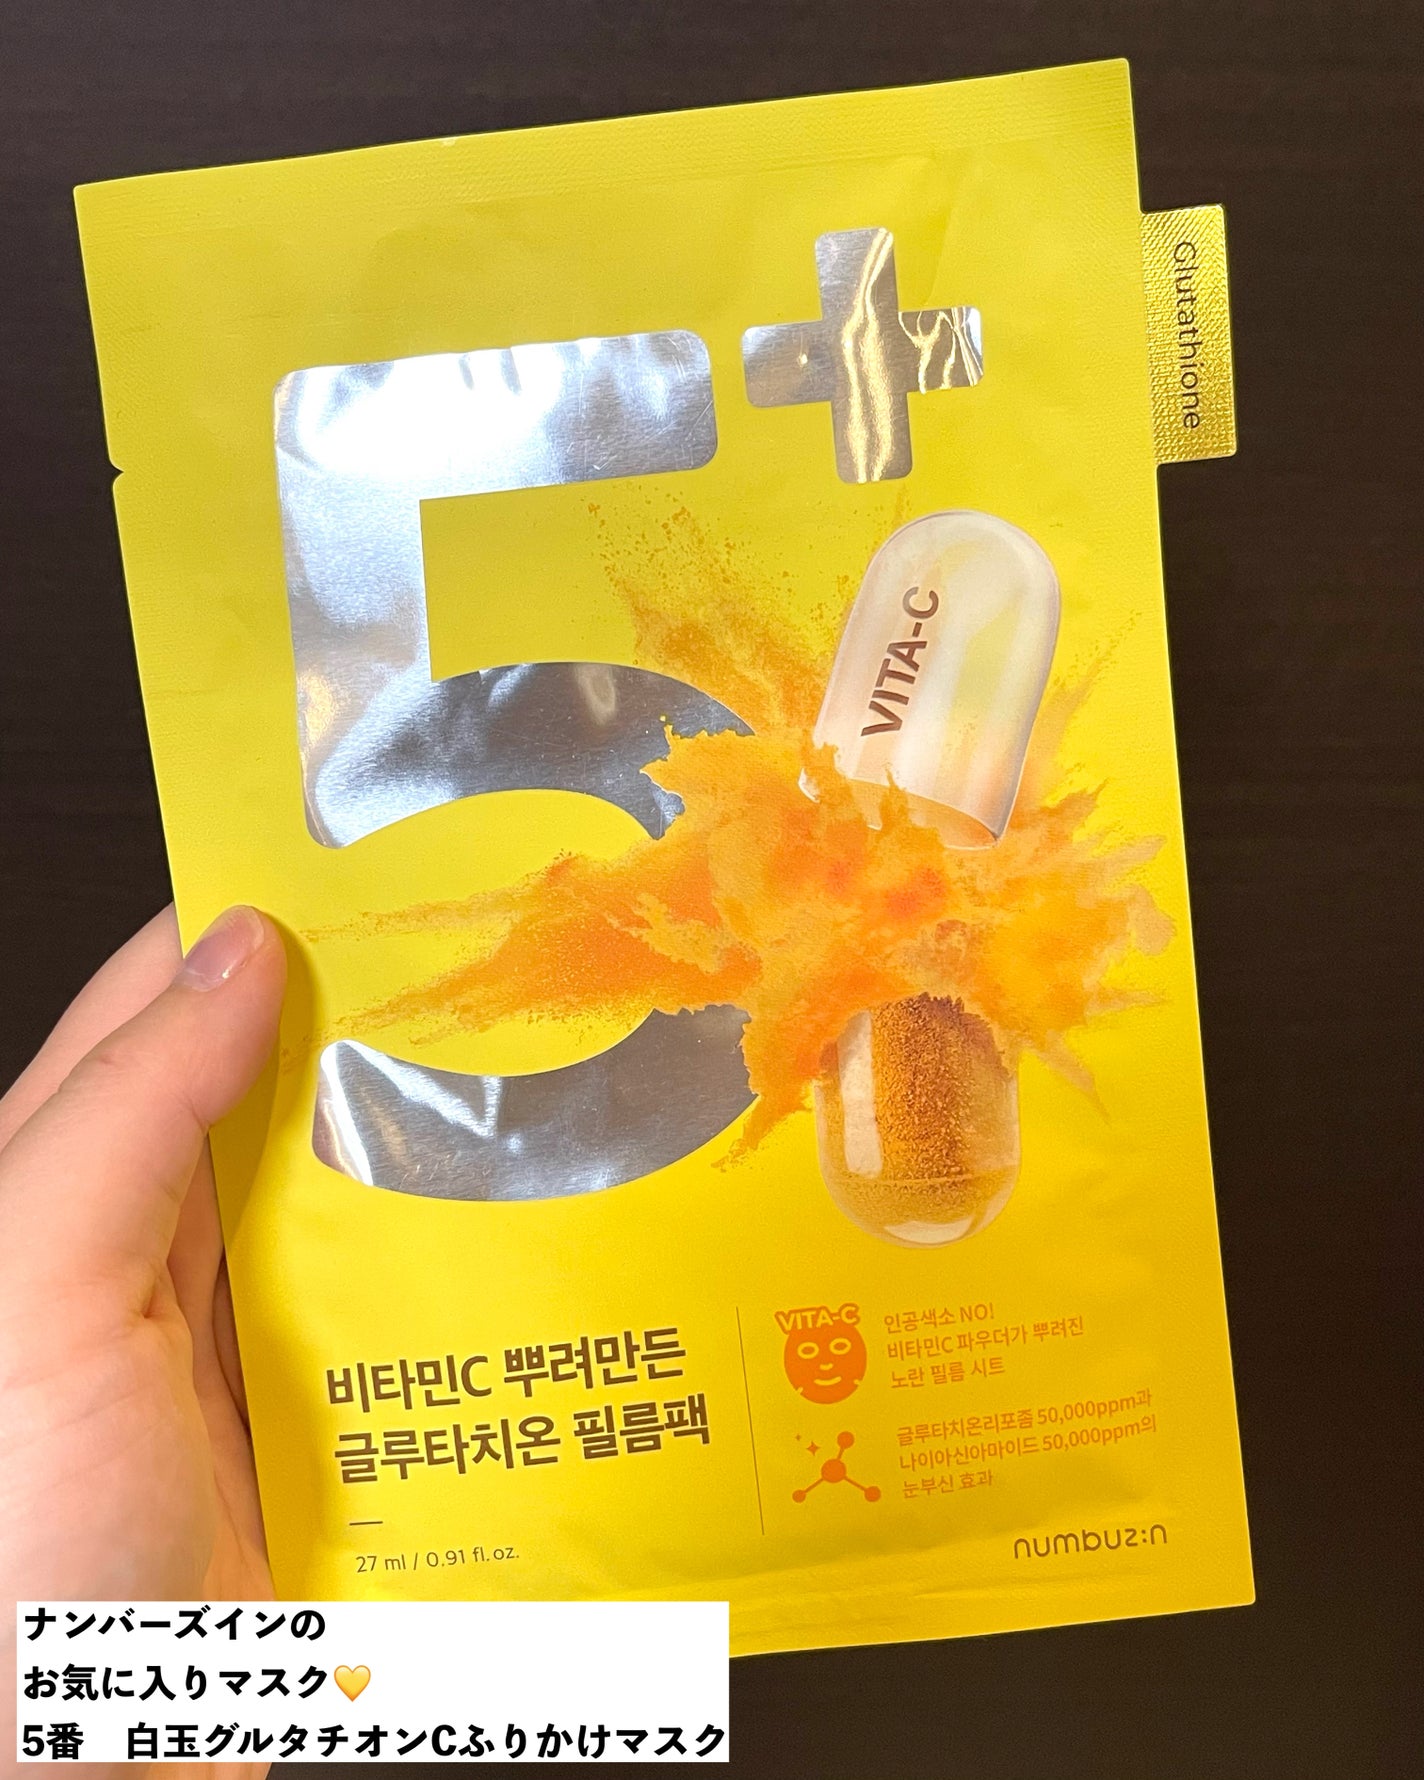 5+
Glutathione
VITA-C
비타민C 뿌려만든
글루타치온 필름팩
27 ml / 0.91 fl.oz.
VITA-C
인공색소 NO!
비타민C 파우더가 뿌려진
노란 필름 시트
글루타치온리포좀 50,000ppm과
나이아신아마이드 50,000ppm의
눈부신 효과
numbuz:n
ナンバーズインの
お気に入りマスク💛
5番　白玉グルタチオンCふりかけマスク